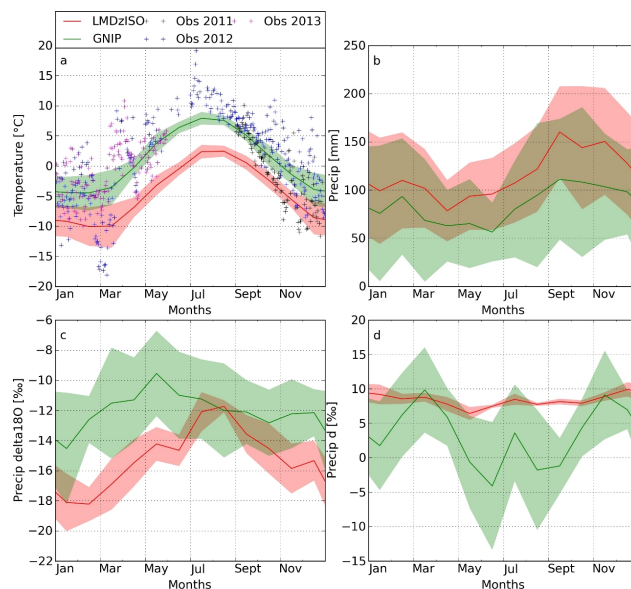 LMDzISO + + Obs 2011 + + Obs 2013
GNIP + + Obs 2012
a
Temperature [°C]
20
15
10
5
0
−5
−10
−15
−20
Jan Mar May Jul Sept Nov
Months
b
Precip [mm]
250
200
150
100
50
0
Jan Mar May Jul Sept Nov
Months
c
Precip delta18O [‰]
−6
−8
−10
−12
−14
−16
−18
−20
−22
Jan Mar May Jul Sept Nov
Months
d
Precip d [‰]
20
15
10
5
0
−5
−10
−15
Jan Mar May Jul Sept Nov
Months